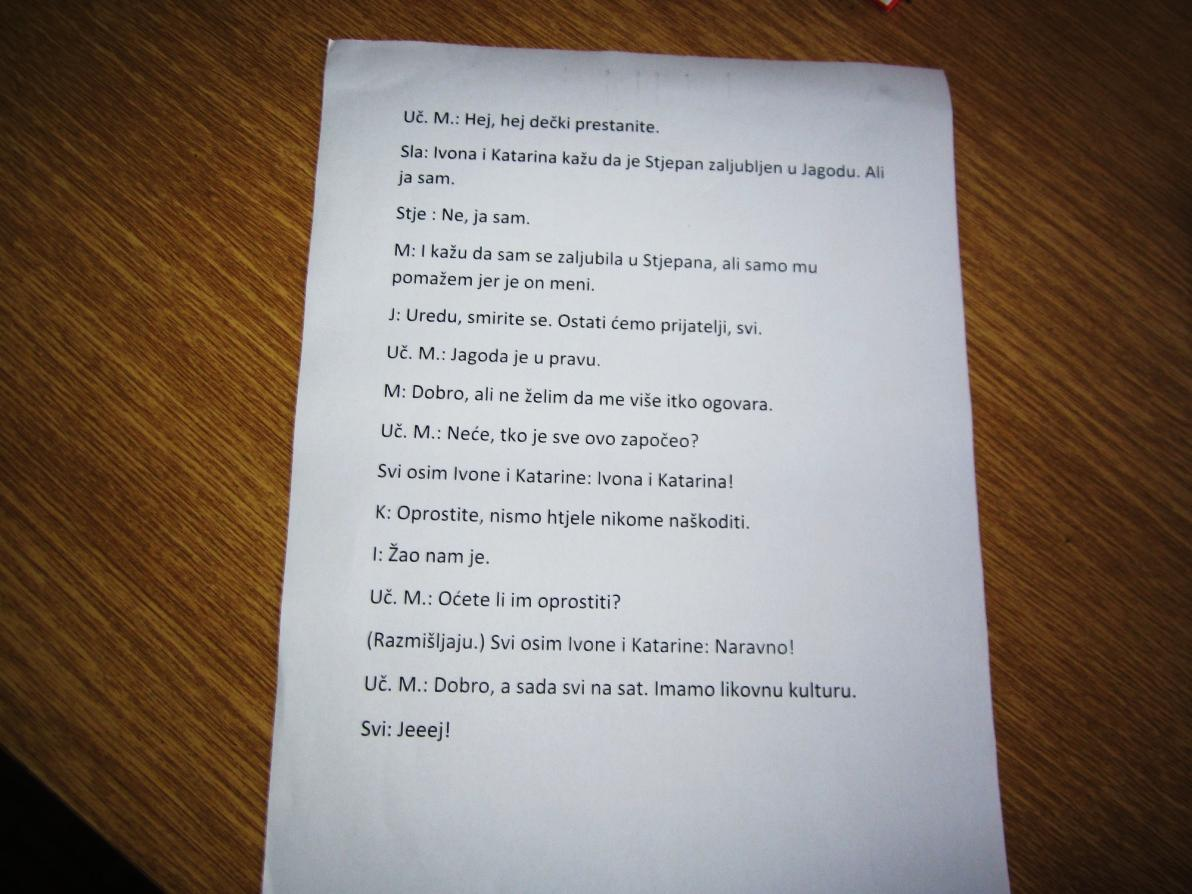 Uč. M.: Hej, hej dečki prestanite.
Sla: Ivona i Katarina kažu da je Stjepan zaljubljen u Jagodu. Ali
ja sam.
Stje : Ne, ja sam.
M: I kažu da sam se zaljubila u Stjepana, ali samo mu
pomažem jer je on meni.
J: Uredu, smirite se. Ostati ćemo prijatelji, svi.
Uč. M.: Jagoda je u pravu.
M: Dobro, ali ne želim da me više itko ogovara.
Uč. M.: Neće, tko je sve ovo započeo?
Svi osim Ivone i Katarine: Ivona i Katarina!
K: Oprostite, nismo htjele nikome naškoditi.
I: Žao nam je.
Uč. M.: Oćete li im oprostiti?
(Razmišljaju.) Svi osim Ivone i Katarine: Naravno!
Uč. M.: Dobro, a sada svi na sat. Imamo likovnu kulturu.
Svi: Jeeej!